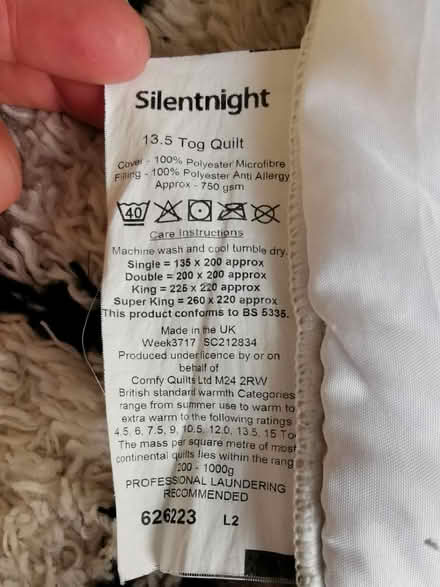 Silentnight
13.5 Tog Quilt
Cover - 100% Polyester Microfibre
Filling - 100% Polyester Anti Allergy
Approx - 750 gsm
40
Care Instructions
Machine wash and cool tumble dry.
Single = 135 x 200 approx
Double = 200 x 200 approx
King = 225 x 220 approx
Super King = 260 x 220 approx
This product conforms to BS 5335.
Made in the UK
Week3717 SC212834
Produced under licence by or on
behalf of
Comfy Quilts Ltd M24 2RW
British standard warmth Categories
range from summer use to warm to
extra warm to the following ratings
4.5, 6, 7.5, 9, 10.5, 12.0, 13.5, 15 To
The mass per square metre of most
continental quilts lies within the rang
200 - 1000g
PROFESSIONAL LAUNDERING
RECOMMENDED
626223 L2